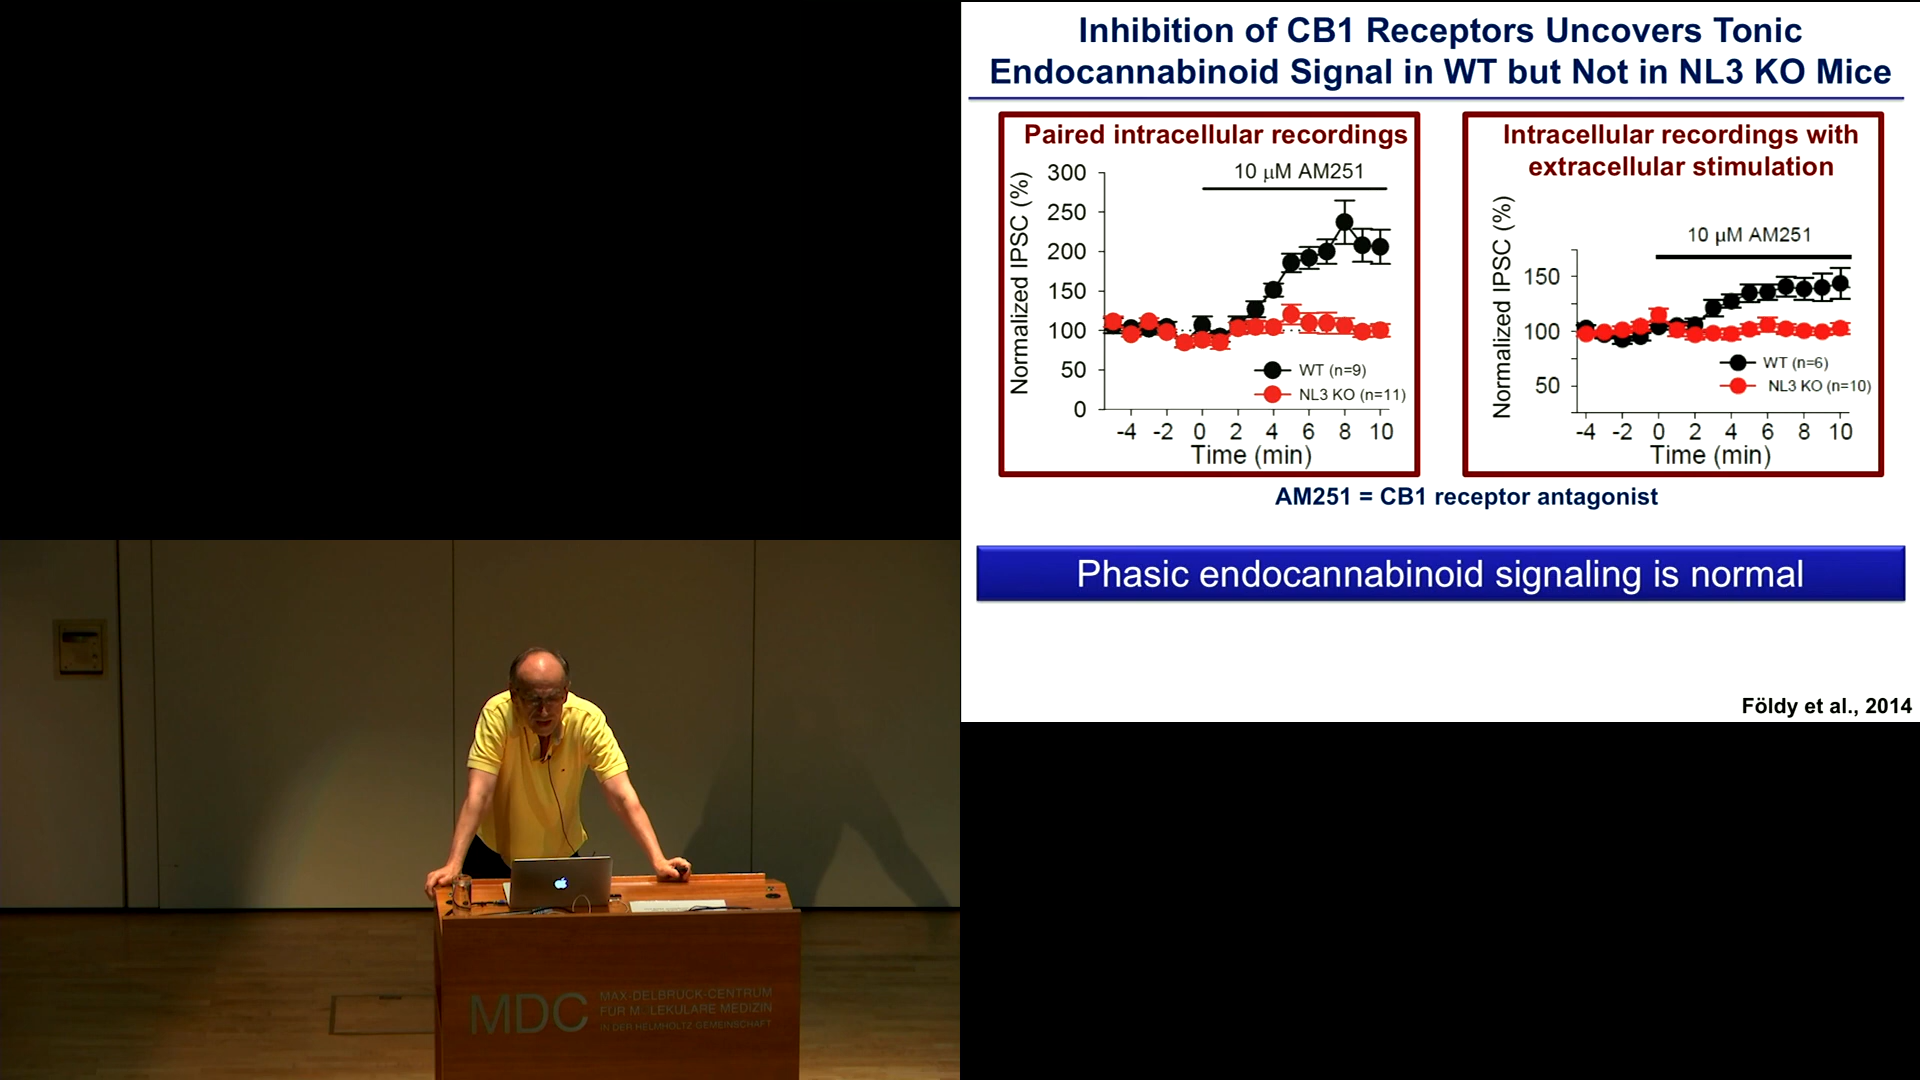 Inhibition of CB1 Receptors Uncovers Tonic
Endocannabinoid Signal in WT but Not in NL3 KO Mice
Paired intracellular recordings
10 μM AM251
Normalized IPSC (%)
300
250
200
150
100
50
0
WT (n=9)
NL3 KO (n=11)
-4 -2 0 2 4 6 8 10
Time (min)
Intracellular recordings with
extracellular stimulation
10 μM AM251
Normalized IPSC (%)
150
100
50
WT (n=6)
NL3 KO (n=10)
-4 -2 0 2 4 6 8 10
Time (min)
AM251 = CB1 receptor antagonist
Phasic endocannabinoid signaling is normal
Földy et al., 2014
MDC
MAX-DELBRÜCK-CENTRUM
FÜR MOLEKULARE MEDIZIN
IN DER HELMHOLTZ-GEMEINSCHAFT